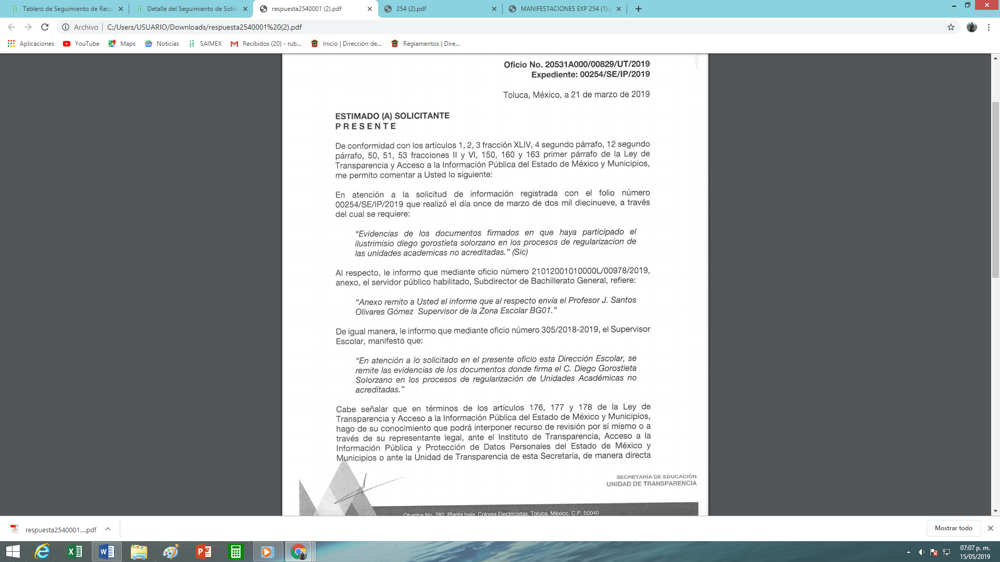 Tablero de Seguimiento de Recu
Detalle del Seguimiento de Solici
respuesta2540001 (2).pdf
254 (2).pdf
MANIFESTACIONES EXP 254 (1).p
Archivo
C:/Users/USUARIO/Downloads/respuesta2540001%20(2).pdf
Aplicaciones
YouTube
Maps
Noticias
SAIMEX
Recibidos (20) - rub...
Inicio | Dirección de...
Reglamentos | Dire...
Oficio No. 20531A000/00829/UT/2019
Expediente: 00254/SE/IP/2019
Toluca, México, a 21 de marzo de 2019
ESTIMADO (A) SOLICITANTE
P R E S E N T E
De conformidad con los artículos 1, 2, 3 fracción XLIV, 4 segundo párrafo, 12 segundo
párrafo, 50, 51, 53 fracciones II y VI, 150, 160 y 163 primer párrafo de la Ley de
Transparencia y Acceso a la Información Pública del Estado de México y Municipios,
me permito comentar a Usted lo siguiente:
En atención a la solicitud de información registrada con el folio número
00254/SE/IP/2019 que realizó el día once de marzo de dos mil diecinueve, a través
del cual se requiere:
“Evidencias de los documentos firmados en que haya participado el
ilustrimisio diego gorostieta solorzano en los procesos de regularizacion de
las unidades academicas no acreditadas.” (Sic)
Al respecto, le informo que mediante oficio número 21012001010000L/00978/2019,
anexo, el servidor público habilitado, Subdirector de Bachillerato General, refiere:
“Anexo remito a Usted el informe que al respecto envía el Profesor J. Santos
Olivares Gómez Supervisor de la Zona Escolar BG01.”
De igual manera, le informo que mediante oficio número 305/2018-2019, el Supervisor
Escolar, manifestó que:
“En atención a lo solicitado en el presente oficio esta Dirección Escolar, se
remite las evidencias de los documentos donde firma el C. Diego Gorostieta
Solorzano en los procesos de regularización de Unidades Académicas no
acreditadas.”
Cabe señalar que en términos de los artículos 176, 177 y 178 de la Ley de
Transparencia y Acceso a la Información Pública del Estado de México y Municipios,
hago de su conocimiento que podrá interponer recurso de revisión por sí mismo o a
través de su representante legal, ante el Instituto de Transparencia, Acceso a la
Información Pública y Protección de Datos Personales del Estado de México y
Municipios o ante la Unidad de Transparencia de esta Secretaría, de manera directa
SECRETARÍA DE EDUCACIÓN
UNIDAD DE TRANSPARENCIA
Otumba No. 782, Planta baja, Colonia Electricistas, Toluca, México. C.P. 50040
respuesta2540001....pdf
Mostrar todo
07:07 p. m.
15/05/2019